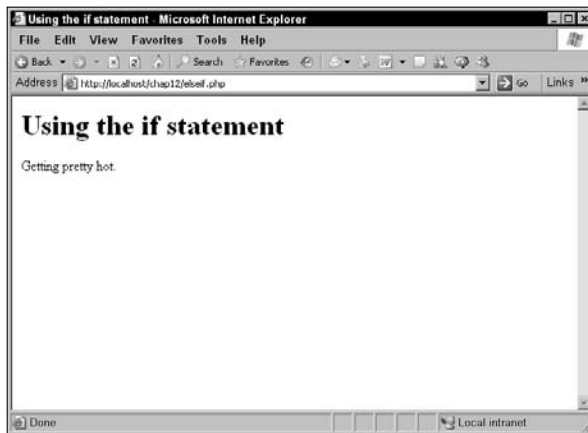 Using the if statement - Microsoft Internet Explorer
File Edit View Favorites Tools Help
Back Search Favorites
Address http://localhost/chap12/elseif.php Go Links »
Using the if statement
Getting pretty hot.
Done Local intranet